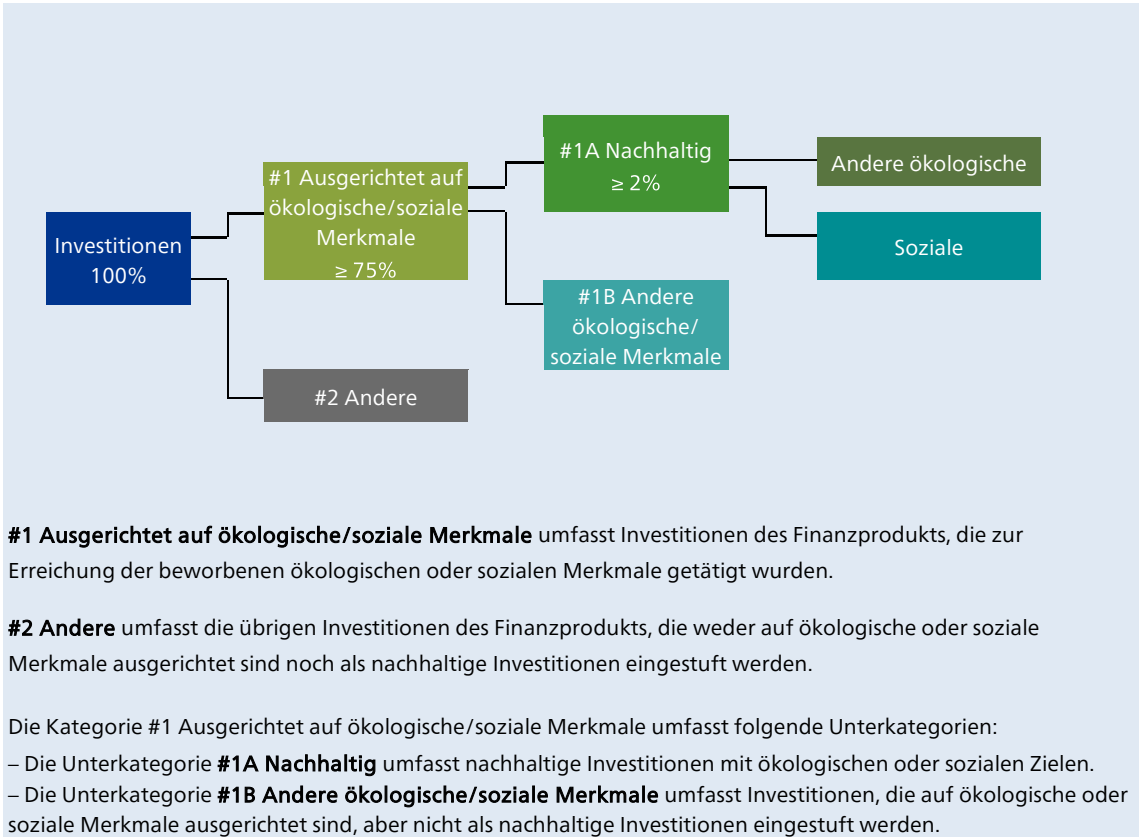 #1A Nachhaltig
≥ 2%
Andere ökologische
#1 Ausgerichtet auf
ökologische/soziale
Merkmale
≥ 75%
Investitionen
100%
Soziale
#1B Andere
ökologische/
soziale Merkmale
#2 Andere
#1 Ausgerichtet auf ökologische/soziale Merkmale umfasst Investitionen des Finanzprodukts, die zur
Erreichung der beworbenen ökologischen oder sozialen Merkmale getätigt wurden.
#2 Andere umfasst die übrigen Investitionen des Finanzprodukts, die weder auf ökologische oder soziale
Merkmale ausgerichtet sind noch als nachhaltige Investitionen eingestuft werden.
Die Kategorie #1 Ausgerichtet auf ökologische/soziale Merkmale umfasst folgende Unterkategorien:
– Die Unterkategorie #1A Nachhaltig umfasst nachhaltige Investitionen mit ökologischen oder sozialen Zielen.
– Die Unterkategorie #1B Andere ökologische/soziale Merkmale umfasst Investitionen, die auf ökologische oder
soziale Merkmale ausgerichtet sind, aber nicht als nachhaltige Investitionen eingestuft werden.